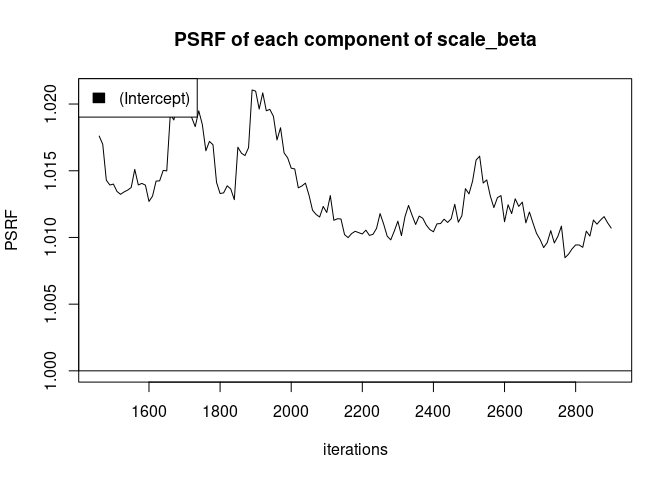 PSRF of each component of scale_beta
(Intercept)
PSRF
1.020
1.015
1.010
1.005
1.000
1600 1800 2000 2200 2400 2600 2800
iterations